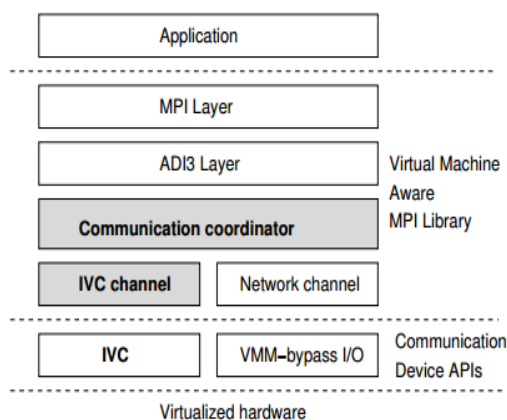 Application
MPI Layer
ADI3 Layer
Virtual Machine
Aware
MPI Library
Communication coordinator
IVC channel
Network channel
IVC
VMM-bypass I/O
Communication
Device APIs
Virtualized hardware